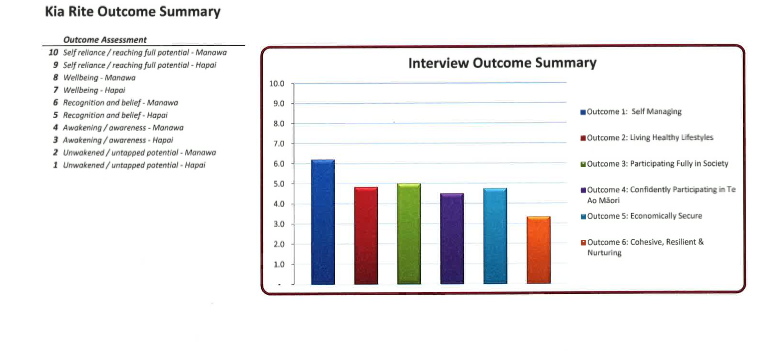 Kia Rite Outcome Summary
Outcome Assessment
10 Self reliance / reaching full potential - Manawa
9 Self reliance / reaching full potential - Hapai
8 Wellbeing - Manawa
7 Wellbeing - Hapai
6 Recognition and belief - Manawa
5 Recognition and belief - Hapai
4 Awakening / awareness - Manawa
3 Awakening / awareness - Hapai
2 Unwakened / untapped potential - Manawa
1 Unwakened / untapped potential - Hapai
Interview Outcome Summary
10.0
9.0
8.0
7.0
6.0
5.0
4.0
3.0
2.0
1.0
-
Outcome 1: Self Managing
Outcome 2: Living Healthy Lifestyles
Outcome 3: Participating Fully in Society
Outcome 4: Confidently Participating in Te
Ao Māori
Outcome 5: Economically Secure
Outcome 6: Cohesive, Resilient &
Nurturing